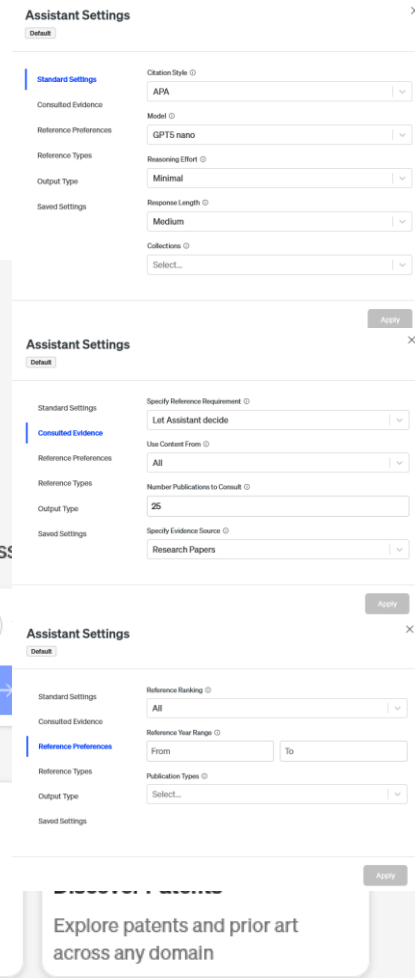 Assistant Settings
Default
Standard Settings
Consulted Evidence
Reference Preferences
Reference Types
Output Type
Saved Settings
Citation Style
APA
Model
GPT5 nano
Reasoning Effort
Minimal
Response Length
Medium
Collections
Select...
Apply
Assistant Settings
Default
Standard Settings
Consulted Evidence
Reference Preferences
Reference Types
Output Type
Saved Settings
Specify Reference Requirement
Let Assistant decide
Use Content From
All
Number Publications to Consult
25
Specify Evidence Source
Research Papers
Apply
Assistant Settings
Default
Standard Settings
Consulted Evidence
Reference Preferences
Reference Types
Output Type
Saved Settings
Reference Ranking
All
Reference Year Range
From
To
Publication Types
Select...
Apply
Discover Patents
Explore patents and prior art
across any domain